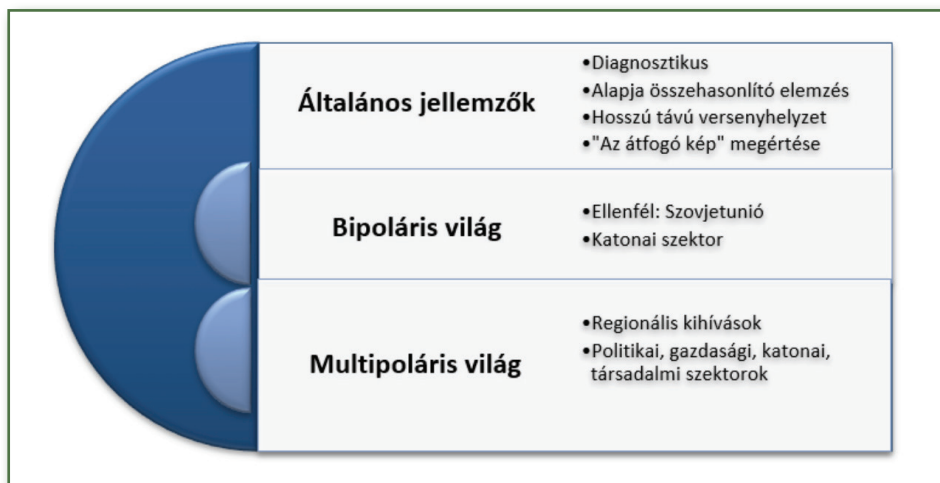 Általános jellemzők
•Diagnosztikus
•Alapja összehasonlító elemzés
•Hosszú távú versenyhelyzet
•"Az átfogó kép" megértése
Bipoláris világ
•Ellenfél: Szovjetunió
•Katonai szektor
Multipoláris világ
•Regionális kihívások
•Politikai, gazdasági, katonai,
társadalmi szektorok